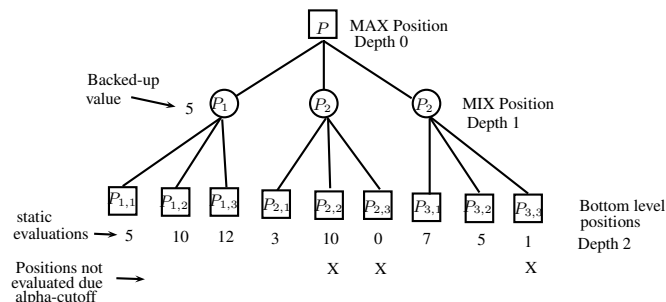 P
MAX Position
Depth 0
Backed-up
value
5
P1
P2
P2
MIX Position
Depth 1
P1,1
P1,2
P1,3
P2,1
P2,2
P2,3
P3,1
P3,2
P3,3
Bottom level
positions
static
evaluations
5
10
12
3
10
0
7
5
1
Depth 2
Positions not
evaluated due
alpha-cutoff
X
X
X